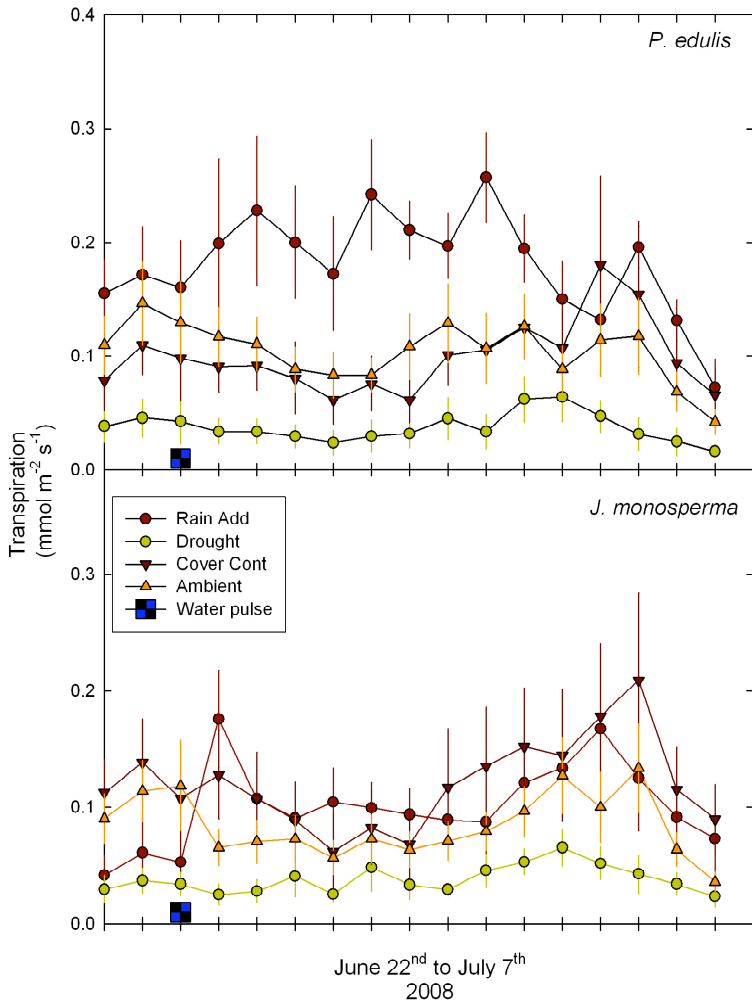 0.4
P. edulis
0.3
0.2
0.1
0.0
Transpiration
(mmol m⁻² s⁻¹)
J. monosperma
Rain Add
Drought
Cover Cont
Ambient
Water pulse
0.3
0.2
0.1
0.0
June 22ⁿᵈ to July 7ᵗʰ
2008